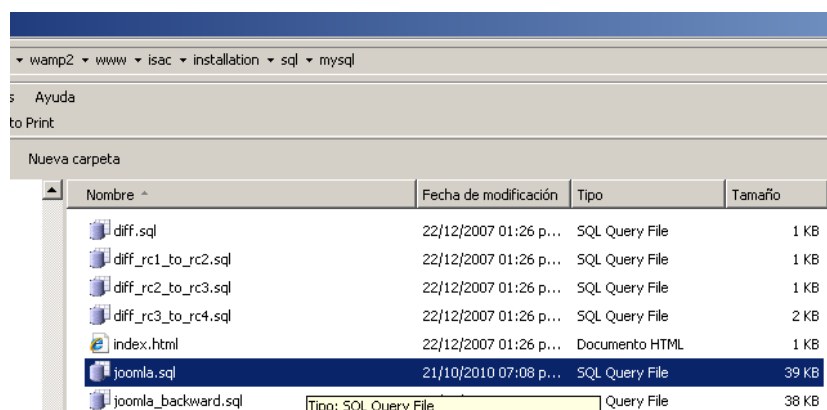 wamp2 www isac installation sql mysql
s Ayuda
to Print
Nueva carpeta
Nombre Fecha de modificación Tipo Tamaño
diff.sql 22/12/2007 01:26 p... SQL Query File 1 KB
diff_rc1_to_rc2.sql 22/12/2007 01:26 p... SQL Query File 1 KB
diff_rc2_to_rc3.sql 22/12/2007 01:26 p... SQL Query File 1 KB
diff_rc3_to_rc4.sql 22/12/2007 01:26 p... SQL Query File 2 KB
index.html 22/12/2007 01:26 p... Documento HTML 1 KB
joomla.sql 21/10/2010 07:08 p... SQL Query File 39 KB
joomla_backward.sql Query File 38 KB
Tipo: SQL Query File